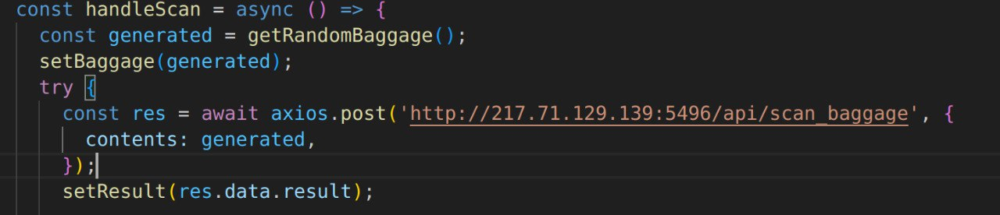 const handleScan = async () => {
const generated = getRandomBaggage();
setBaggage(generated);
try {
const res = await axios.post('http://217.71.129.139:5496/api/scan_baggage', {
contents: generated,
});
setResult(res.data.result);